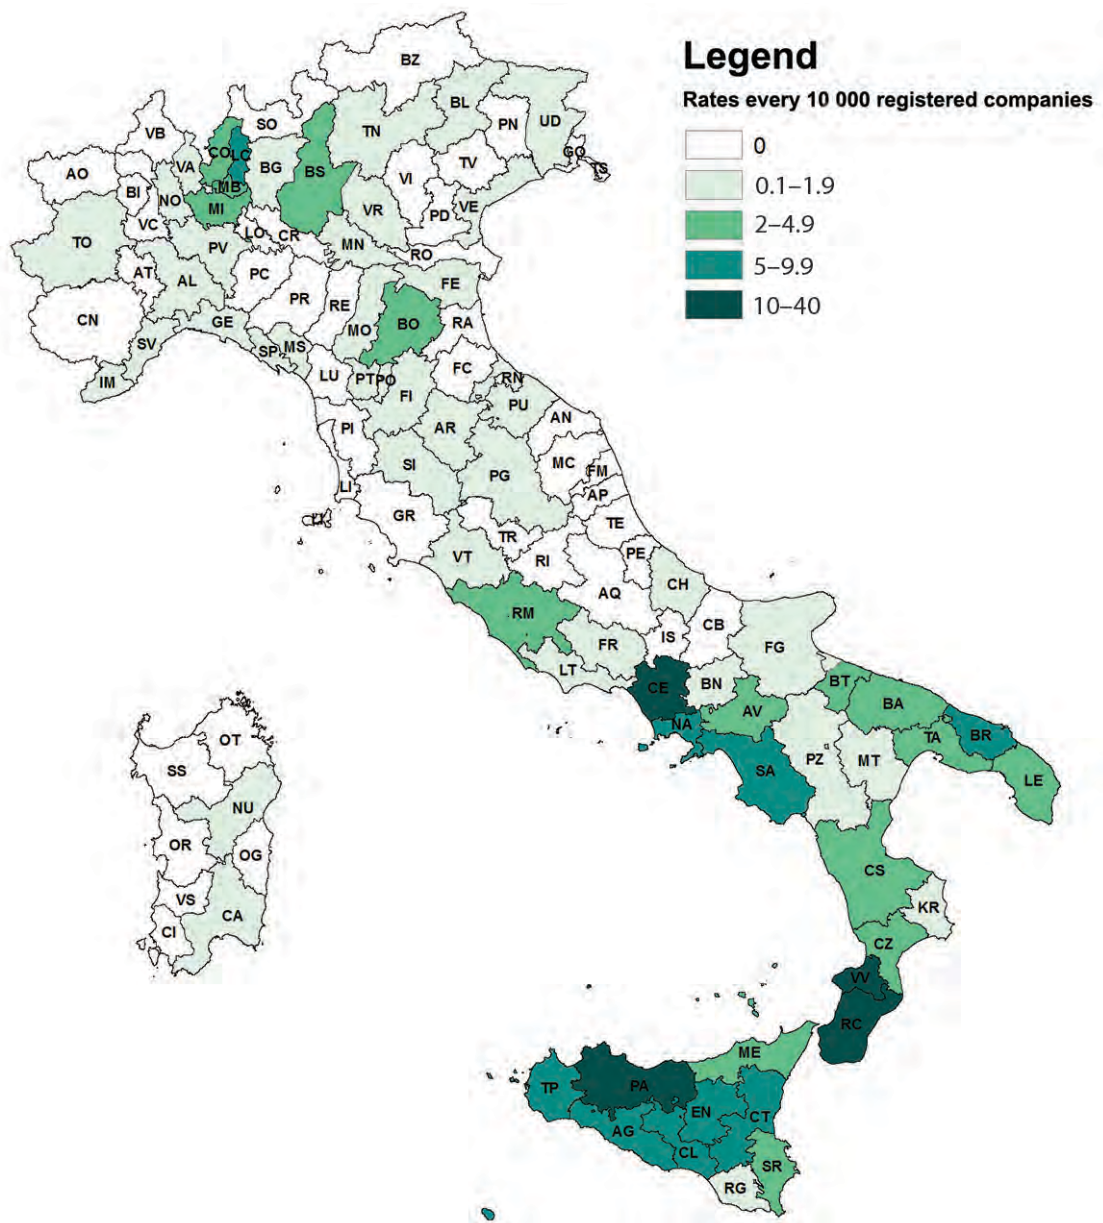 Legend
Rates every 10 000 registered companies
0
0.1–1.9
2–4.9
5–9.9
10–40
BZ
BL
UD
PN
SO
TN
VB
CO
LC
GO
TS
AO
VA
BG
BS
TV
VI
BI
NO
MB
MI
VR
PD
VE
VC
LO
CR
TO
PV
MN
RO
AT
PC
AL
FE
PR
RE
CN
GE
MO
BO
RA
SV
SP
MS
LU
PT
PO
FC
RN
IM
FI
PU
AN
PI
AR
SI
MC
FM
PG
LI
AP
GR
TE
LI
TR
VT
RI
PE
AQ
CH
RM
CB
IS
FR
FG
LT
CE
BN
BT
AV
BA
NA
TA
BR
OT
SS
SA
PZ
MT
LE
NU
OR
OG
CS
VS
CA
CI
KR
CZ
VV
RC
ME
TP
PA
EN
CT
AG
CL
SR
RG